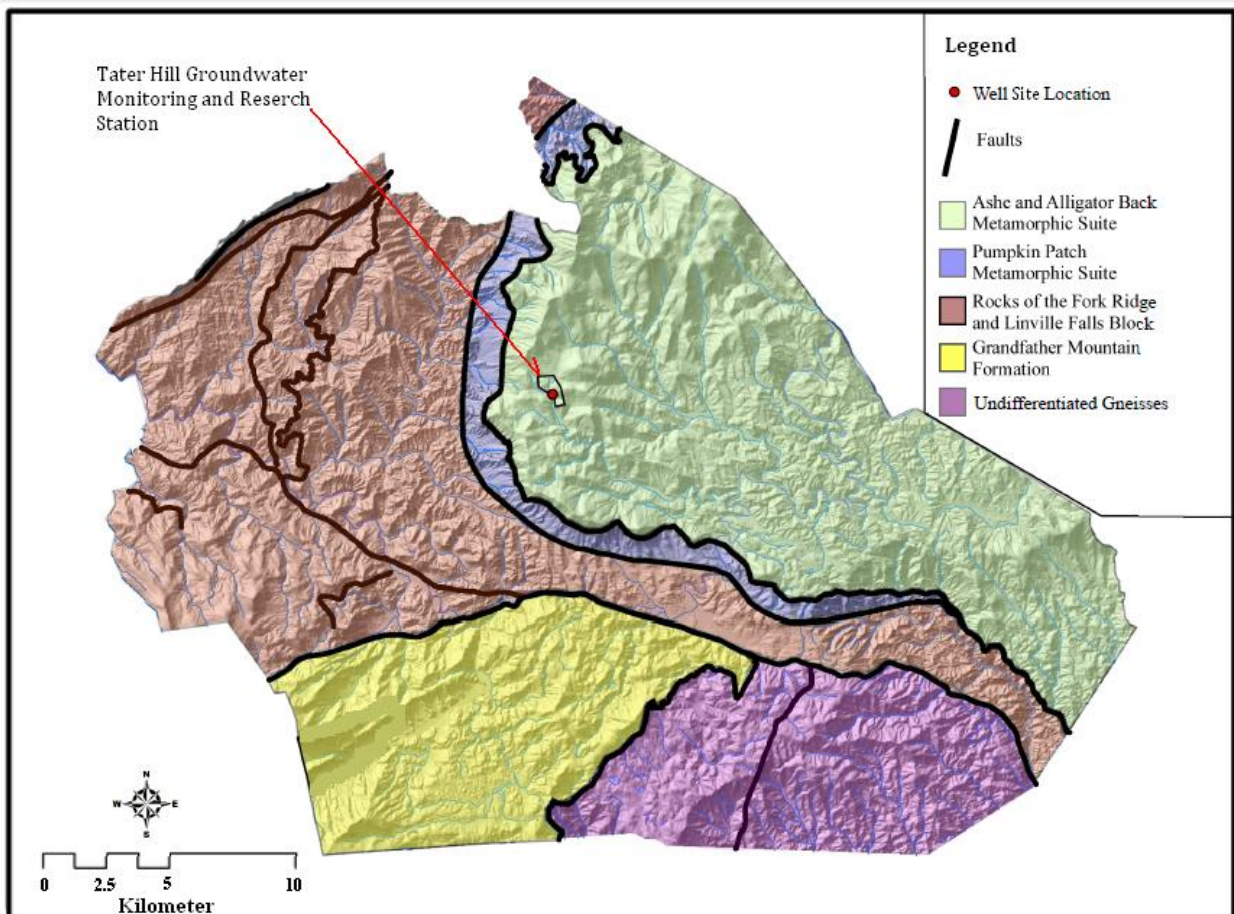 Tater Hill Groundwater
Monitoring and Reserch
Station
Legend
Well Site Location
Faults
Ashe and Alligator Back
Metamorphic Suite
Pumpkin Patch
Metamorphic Suite
Rocks of the Fork Ridge
and Linville Falls Block
Grandfather Mountain
Formation
Undifferentiated Gneisses
N
W E
S
0 2.5 5 10
Kilometer